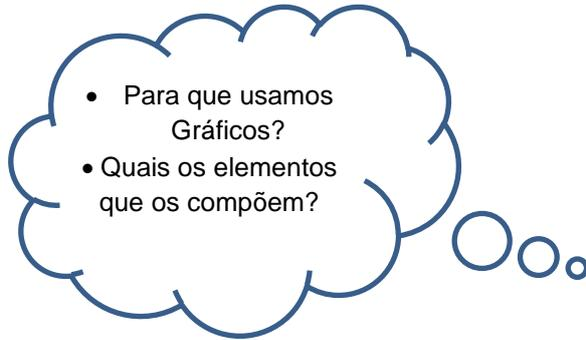 • Para que usamos
Gráficos?
• Quais os elementos
que os compõem?